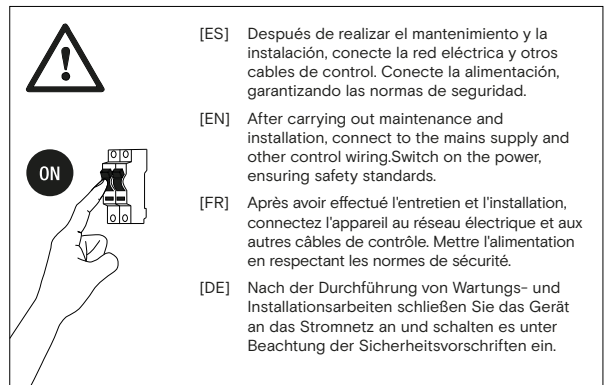 [ES] Después de realizar el mantenimiento y la
instalación, conecte la red eléctrica y otros
cables de control. Conecte la alimentación,
garantizando las normas de seguridad.
[EN] After carrying out maintenance and
installation, connect to the mains supply and
other control wiring.Switch on the power,
ensuring safety standards.
ON
[FR] Après avoir effectué l'entretien et l'installation,
connectez l'appareil au réseau électrique et aux
autres câbles de contrôle. Mettre l'alimentation
en respectant les normes de sécurité.
[DE] Nach der Durchführung von Wartungs- und
Installationsarbeiten schließen Sie das Gerät
an das Stromnetz an und schalten es unter
Beachtung der Sicherheitsvorschriften ein.